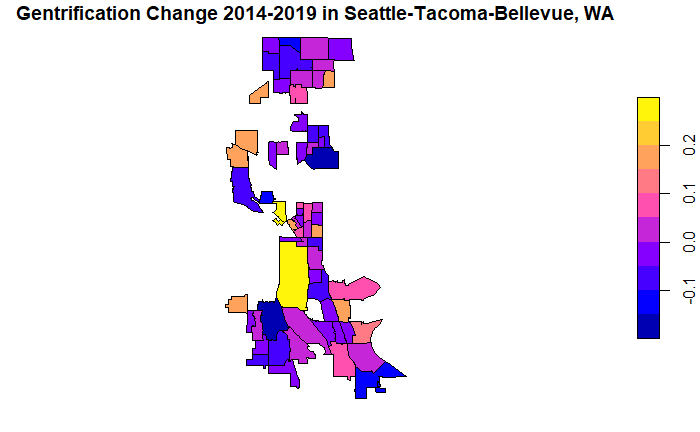 Gentrification Change 2014-2019 in Seattle-Tacoma-Bellevue, WA
0.2
0.1
0.0
-0.1